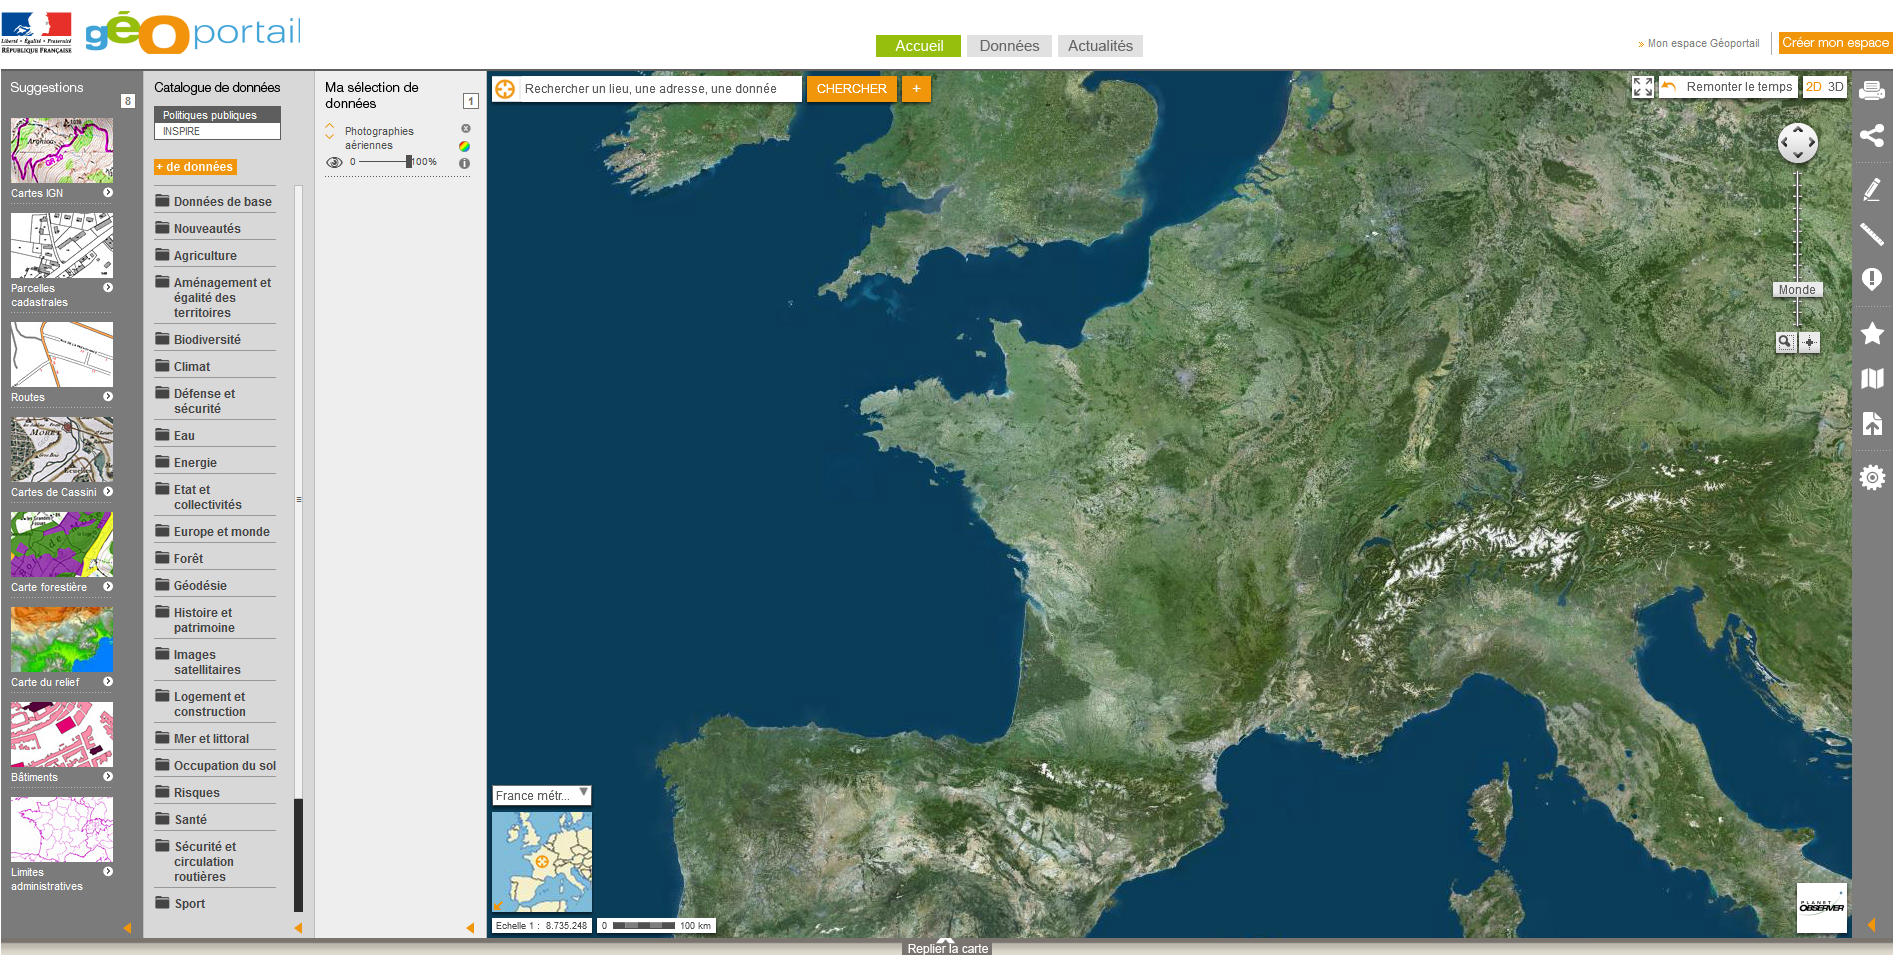 Liberté • Égalité • Fraternité
RÉPUBLIQUE FRANÇAISE
géoportail
Accueil
Données
Actualités
» Mon espace Géoportail
Créer mon espace
Suggestions
8
Cartes IGN
Parcelles
cadastrales
Routes
Cartes de Cassini
Carte forestière
Carte du relief
Bâtiments
Limites
administratives
Catalogue de données
Politiques publiques
INSPIRE
+ de données
Données de base
Nouveautés
Agriculture
Aménagement et
égalité des
territoires
Biodiversité
Climat
Défense et
sécurité
Eau
Energie
Etat et
collectivités
Europe et monde
Forêt
Géodésie
Histoire et
patrimoine
Images
satellitaires
Logement et
construction
Mer et littoral
Occupation du sol
Risques
Santé
Sécurité et
circulation
routières
Sport
Ma sélection de
données
1
Photographies
aériennes
0
100%
Rechercher un lieu, une adresse, une donnée
CHERCHER
+
Remonter le temps
2D 3D
Monde
France métr...
Echelle 1 : 8.735.248
0
100 km
PLANET
OBSERVER
Replier la carte